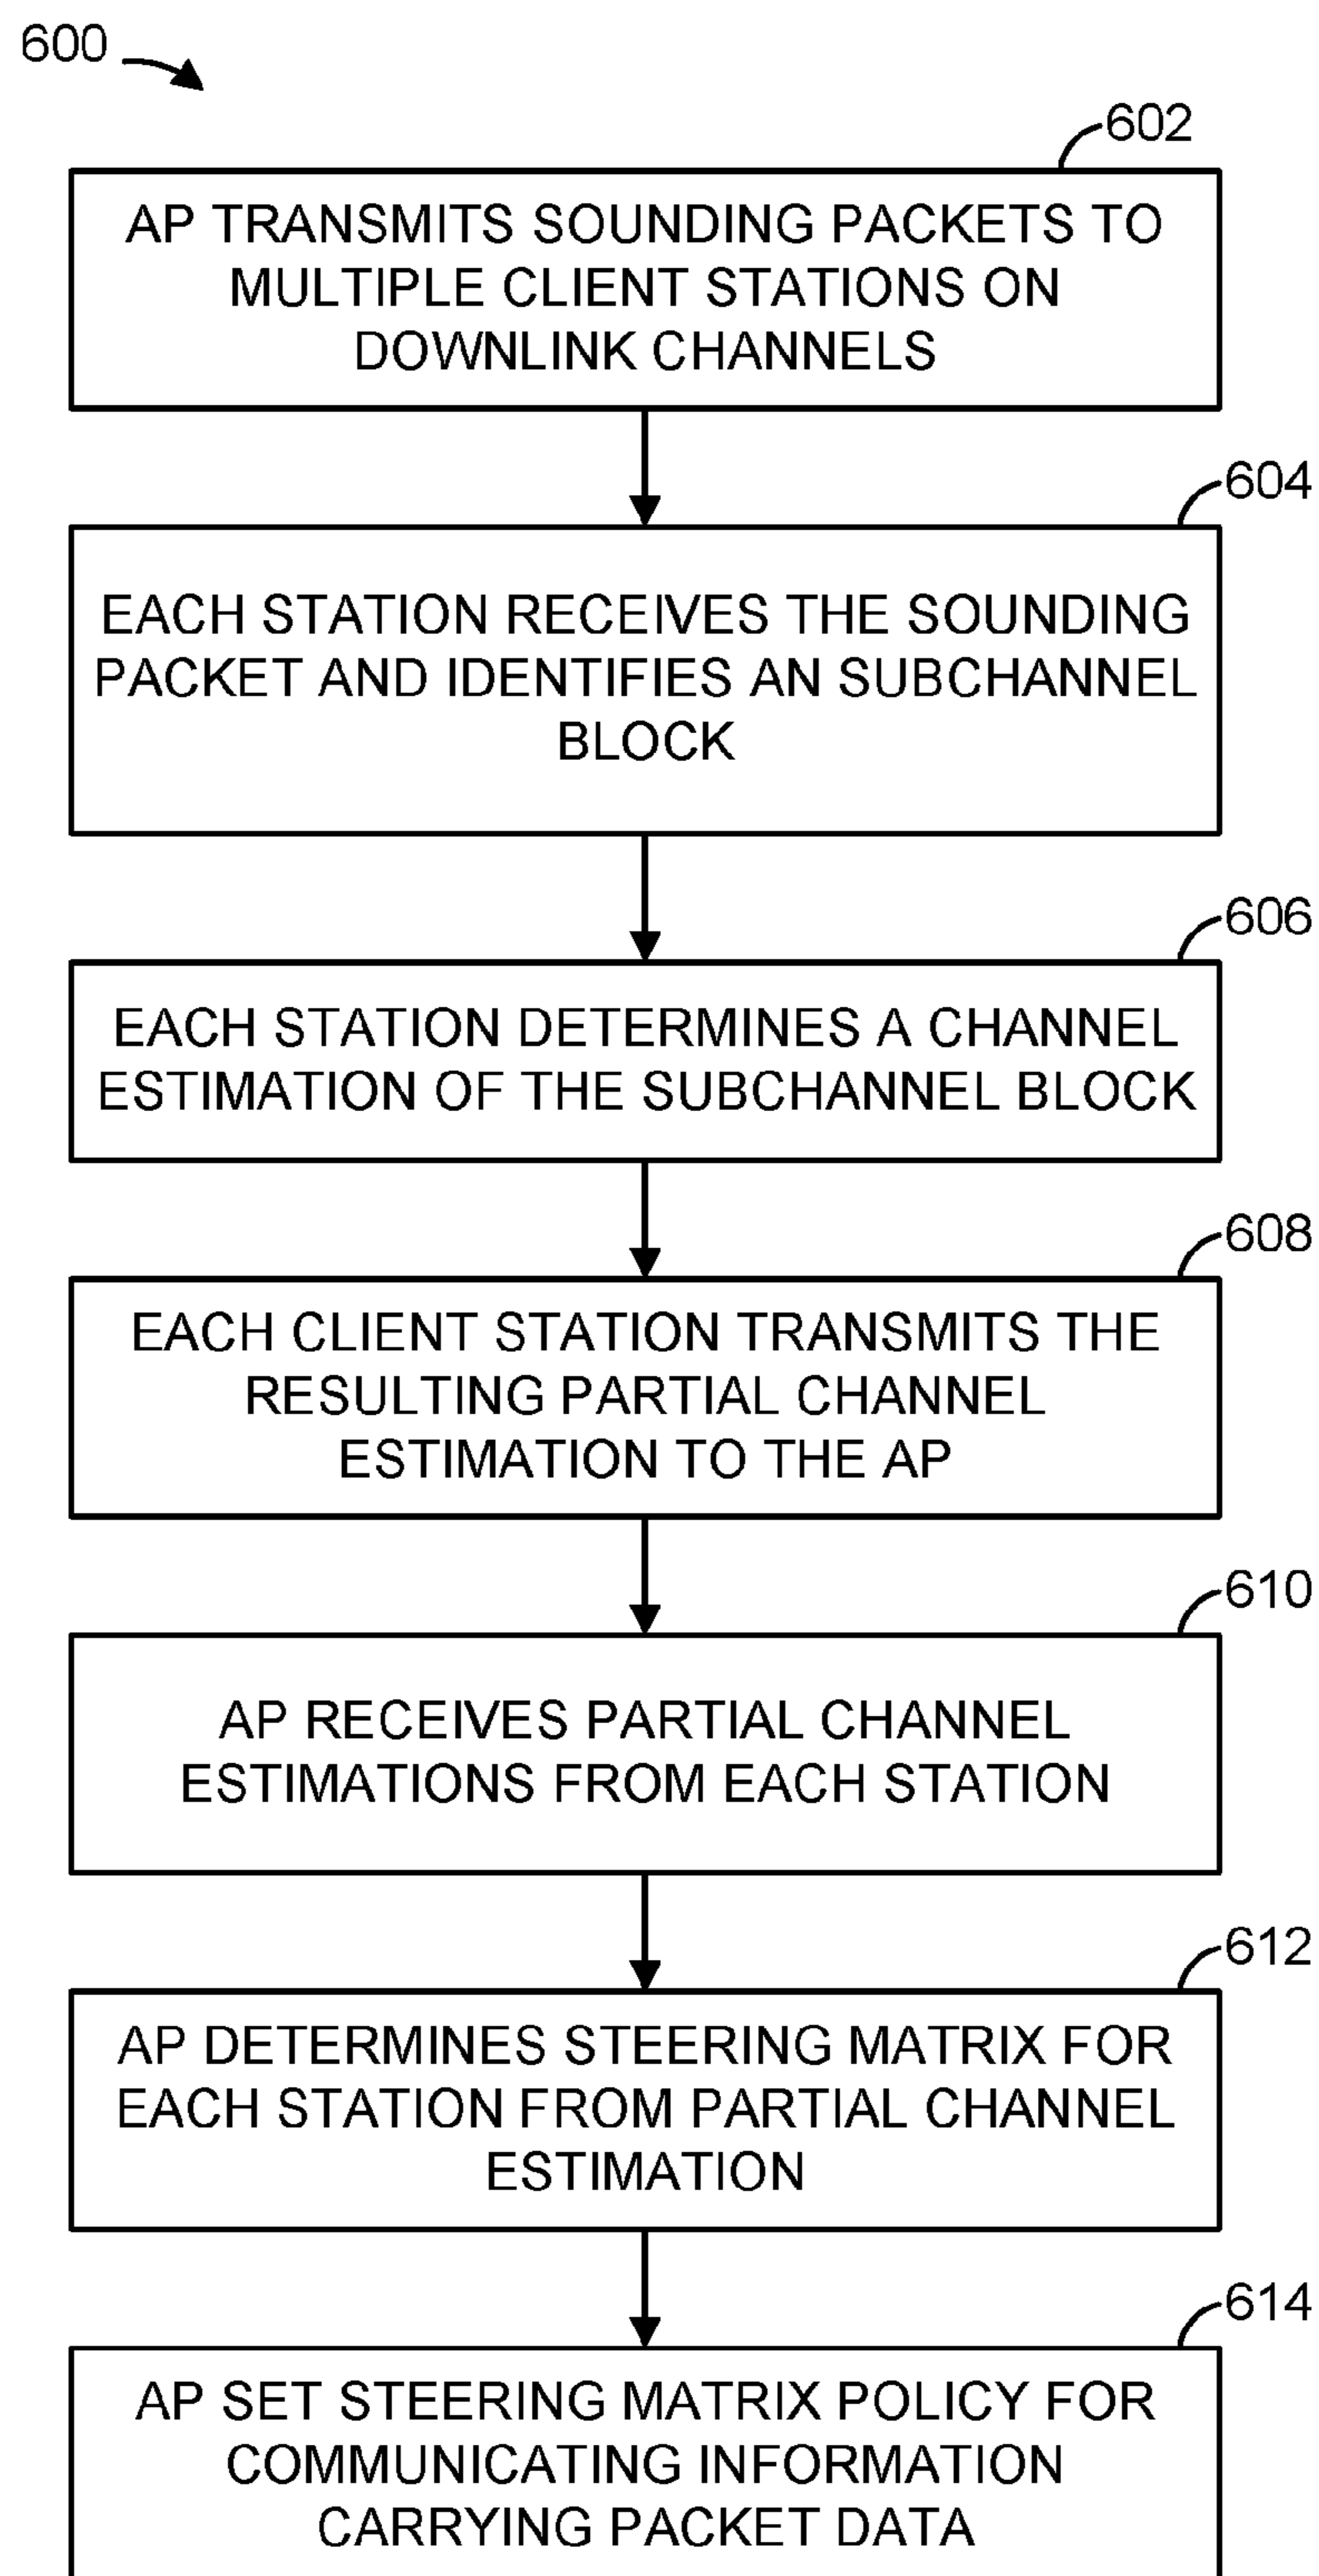 600
602
AP TRANSMITS SOUNDING PACKETS TO
MULTIPLE CLIENT STATIONS ON
DOWNLINK CHANNELS
604
EACH STATION RECEIVES THE SOUNDING
PACKET AND IDENTIFIES AN SUBCHANNEL
BLOCK
606
EACH STATION DETERMINES A CHANNEL
ESTIMATION OF THE SUBCHANNEL BLOCK
608
EACH CLIENT STATION TRANSMITS THE
RESULTING PARTIAL CHANNEL
ESTIMATION TO THE AP
610
AP RECEIVES PARTIAL CHANNEL
ESTIMATIONS FROM EACH STATION
612
AP DETERMINES STEERING MATRIX FOR
EACH STATION FROM PARTIAL CHANNEL
ESTIMATION
614
AP SET STEERING MATRIX POLICY FOR
COMMUNICATING INFORMATION
CARRYING PACKET DATA